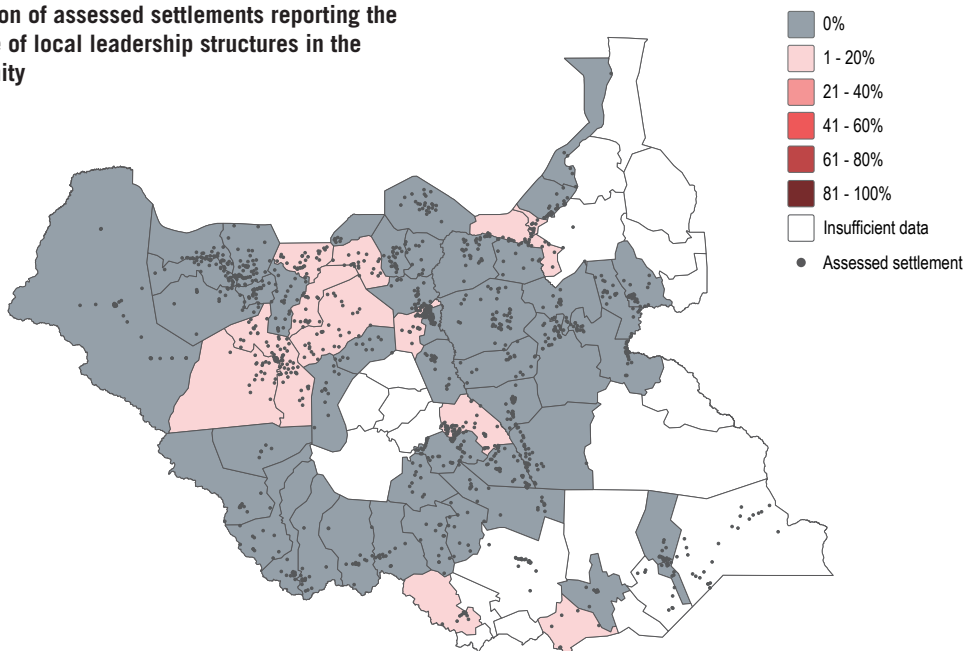 on of assessed settlements reporting the
of local leadership structures in the
0%
1 - 20%
21 - 40%
41 - 60%
61 - 80%
81 - 100%
Insufficient data
Assessed settlement